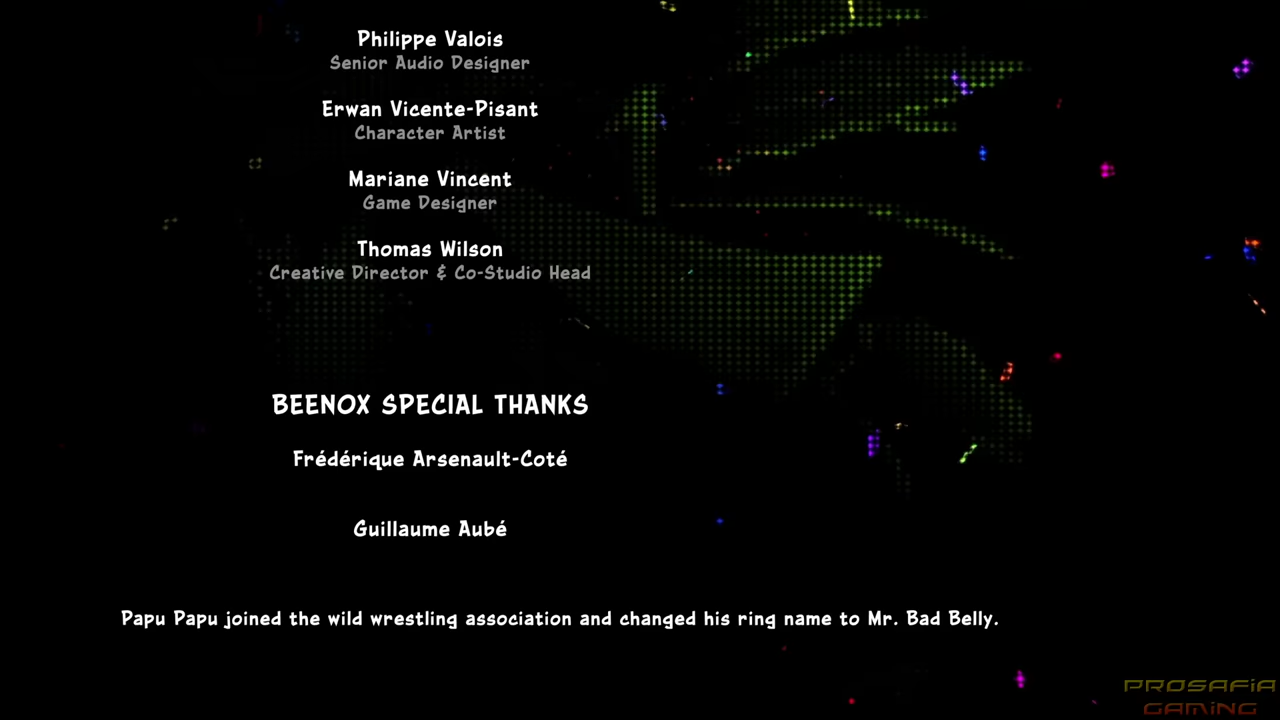 Philippe Valois
Senior Audio Designer
Erwan Vicente-Pisant
Character Artist
Mariane Vincent
Game Designer
Thomas Wilson
Creative Director & Co-Studio Head
BEENOX SPECIAL THANKS
Frédérique Arsenault-Coté
Guillaume Aubé
Papu Papu joined the wild wrestling association and changed his ring name to Mr. Bad Belly.
PROSAFiA
GAMiNG